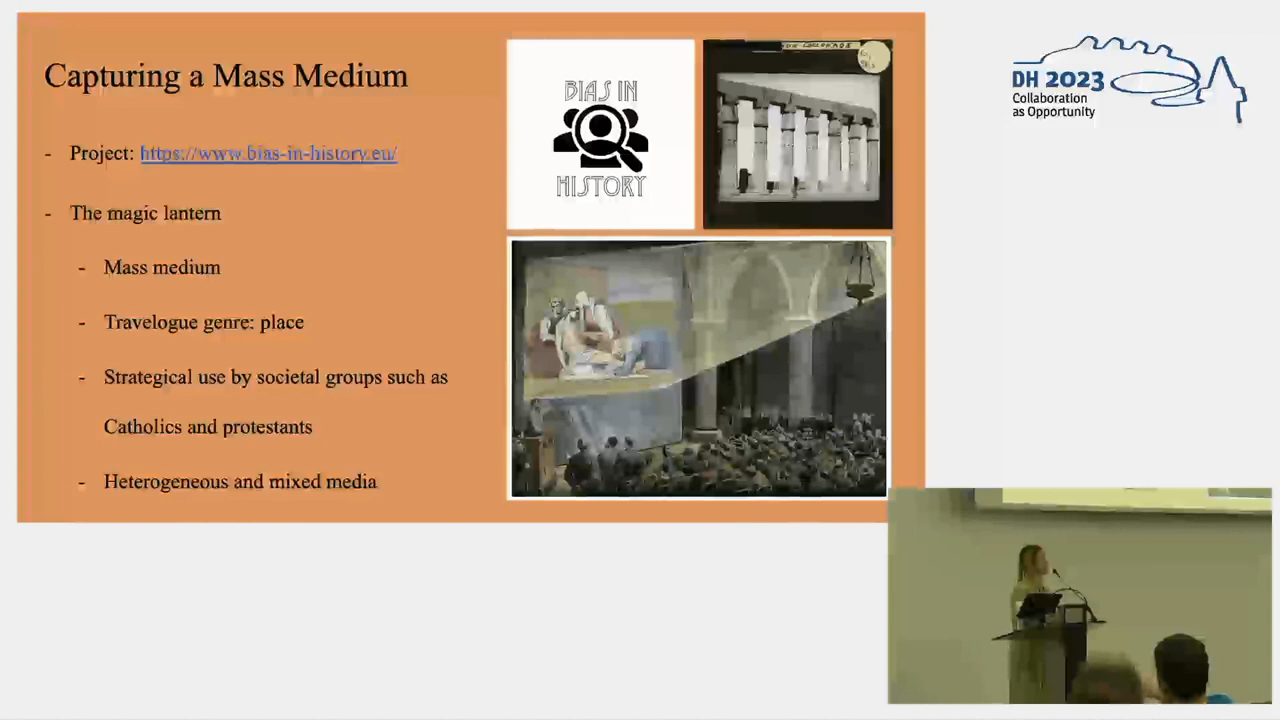 Capturing a Mass Medium
- Project: https://www.bias-in-history.eu/
- The magic lantern
- Mass medium
- Travelogue genre: place
- Strategical use by societal groups such as
Catholics and protestants
- Heterogeneous and mixed media
BIAS IN
HISTORY
DH 2023
Collaboration
as Opportunity